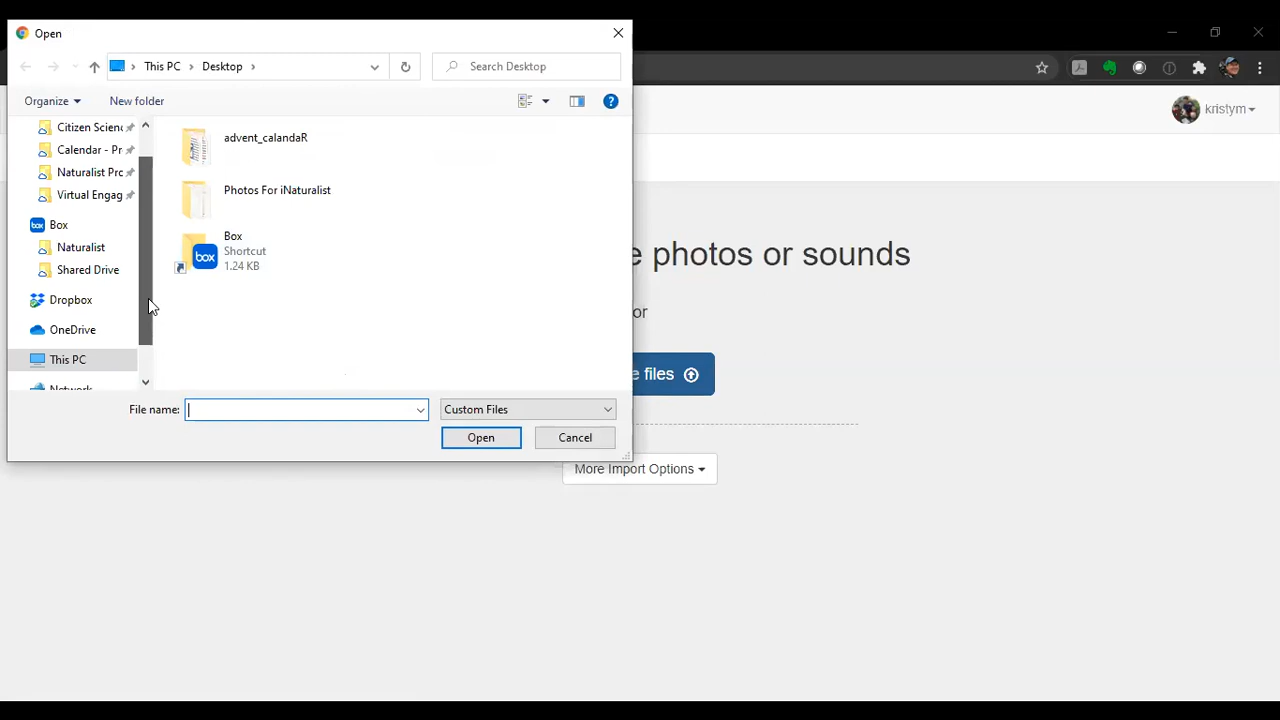 Open
This PC
Desktop
Search Desktop
Organize
New folder
kristym
Citizen Scienc
Calendar - Pr
Naturalist Prc
Virtual Engag
Box
Naturalist
Shared Drive
Dropbox
OneDrive
This PC
Network
advent_calandaR
Photos For iNaturalist
Box
Shortcut
1.24 KB
box
e photos or sounds
or
e files
File name:
Custom Files
Open
Cancel
More Import Options